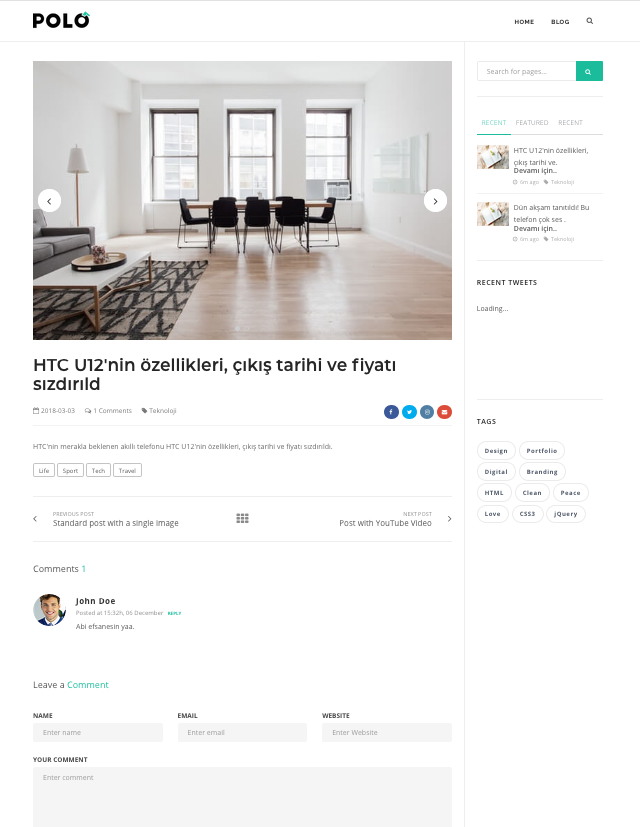 POLO
HOME BLOG
HTC U12'nin özellikleri, çıkış tarihi ve fiyatı
sızdırıld
2018-03-03 1 Comments Teknoloji
HTC'nin merakla beklenen akıllı telefonu HTC U12'nin özellikleri, çıkış tarihi ve fiyatı sızdırıldı.
Life Sport Tech Travel
PREVIOUS POST
Standard post with a single image
NEXT POST
Post with YouTube Video
Comments 1
John Doe
Posted at 15:32h, 06 December REPLY
Abi efsanesin yaa.
Leave a Comment
NAME EMAIL WEBSITE
Enter name Enter email Enter Website
YOUR COMMENT
Enter comment
Search for pages...
RECENT FEATURED RECENT
HTC U12'nin özellikleri,
çıkış tarihi ve.
Devamı için..
6m ago Teknoloji
Dün akşam tanıtıldı! Bu
telefon çok ses .
Devamı için..
6m ago Teknoloji
RECENT TWEETS
Loading...
TAGS
Design Portfolio
Digital Branding
HTML Clean Peace
Love CSS3 jQuery